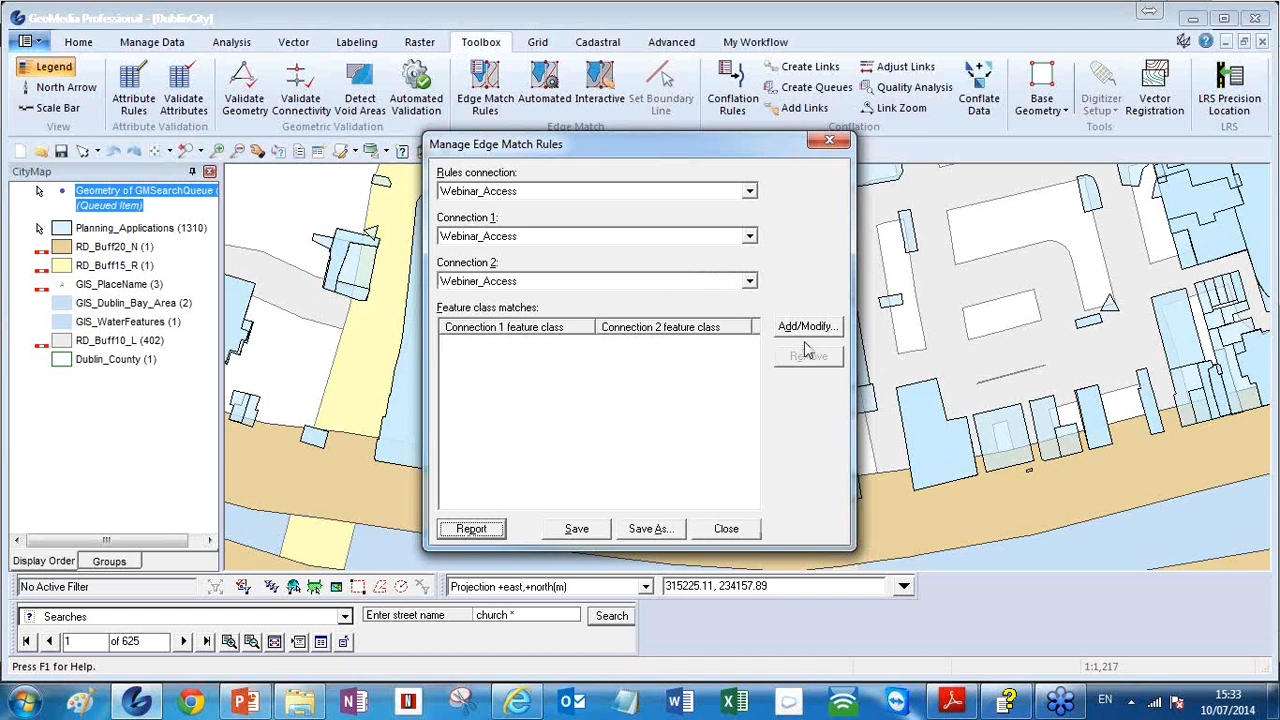 GeoMedia Professional - [DublinCity]
Home Manage Data Analysis Vector Labeling Raster Toolbox Grid Cadastral Advanced My Workflow
Legend
North Arrow
Scale Bar
View
Attribute Rules
Validate Attributes
Attribute Validation
Validate Geometry
Validate Connectivity
Detect Void Areas
Automated Validation
Geometric Validation
Edge Match Rules
Automated
Interactive
Set Boundary Line
Edge Match
Conflation Rules
Create Links
Create Queues
Add Links
Adjust Links
Quality Analysis
Link Zoom
Conflate Data
Conflation
Base Geometry
Digitizer Setup
Vector Registration
Tools
LRS Precision Location
LRS
CityMap
Geometry of GMSearchQueue (
(Queued Item)
Planning_Applications (1310)
RD_Buff20_N (1)
RD_Buff15_R (1)
A GIS_PlaceName (3)
GIS_Dublin_Bay_Area (2)
GIS_WaterFeatures (1)
RD_Buff10_L (402)
Dublin_County (1)
Display Order Groups
Manage Edge Match Rules
Rules connection:
Webinar_Access
Connection 1:
Webinar_Access
Connection 2:
Webinar_Access
Feature class matches:
Connection 1 feature class Connection 2 feature class
Add/Modify...
Remove
Report Save Save As... Close
No Active Filter
Projection +east,+north(m)
315225.11, 234157.89
? Searches
Enter street name church *
Search
1 of 625
Press F1 for Help.
1:1,217
EN
15:33
10/07/2014